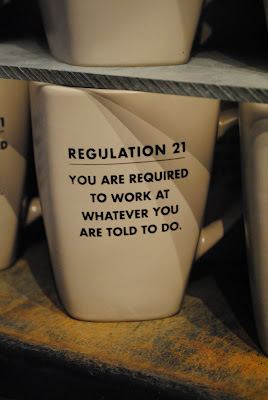 REGULATION 21
YOU ARE REQUIRED
TO WORK AT
WHATEVER YOU
ARE TOLD TO DO.